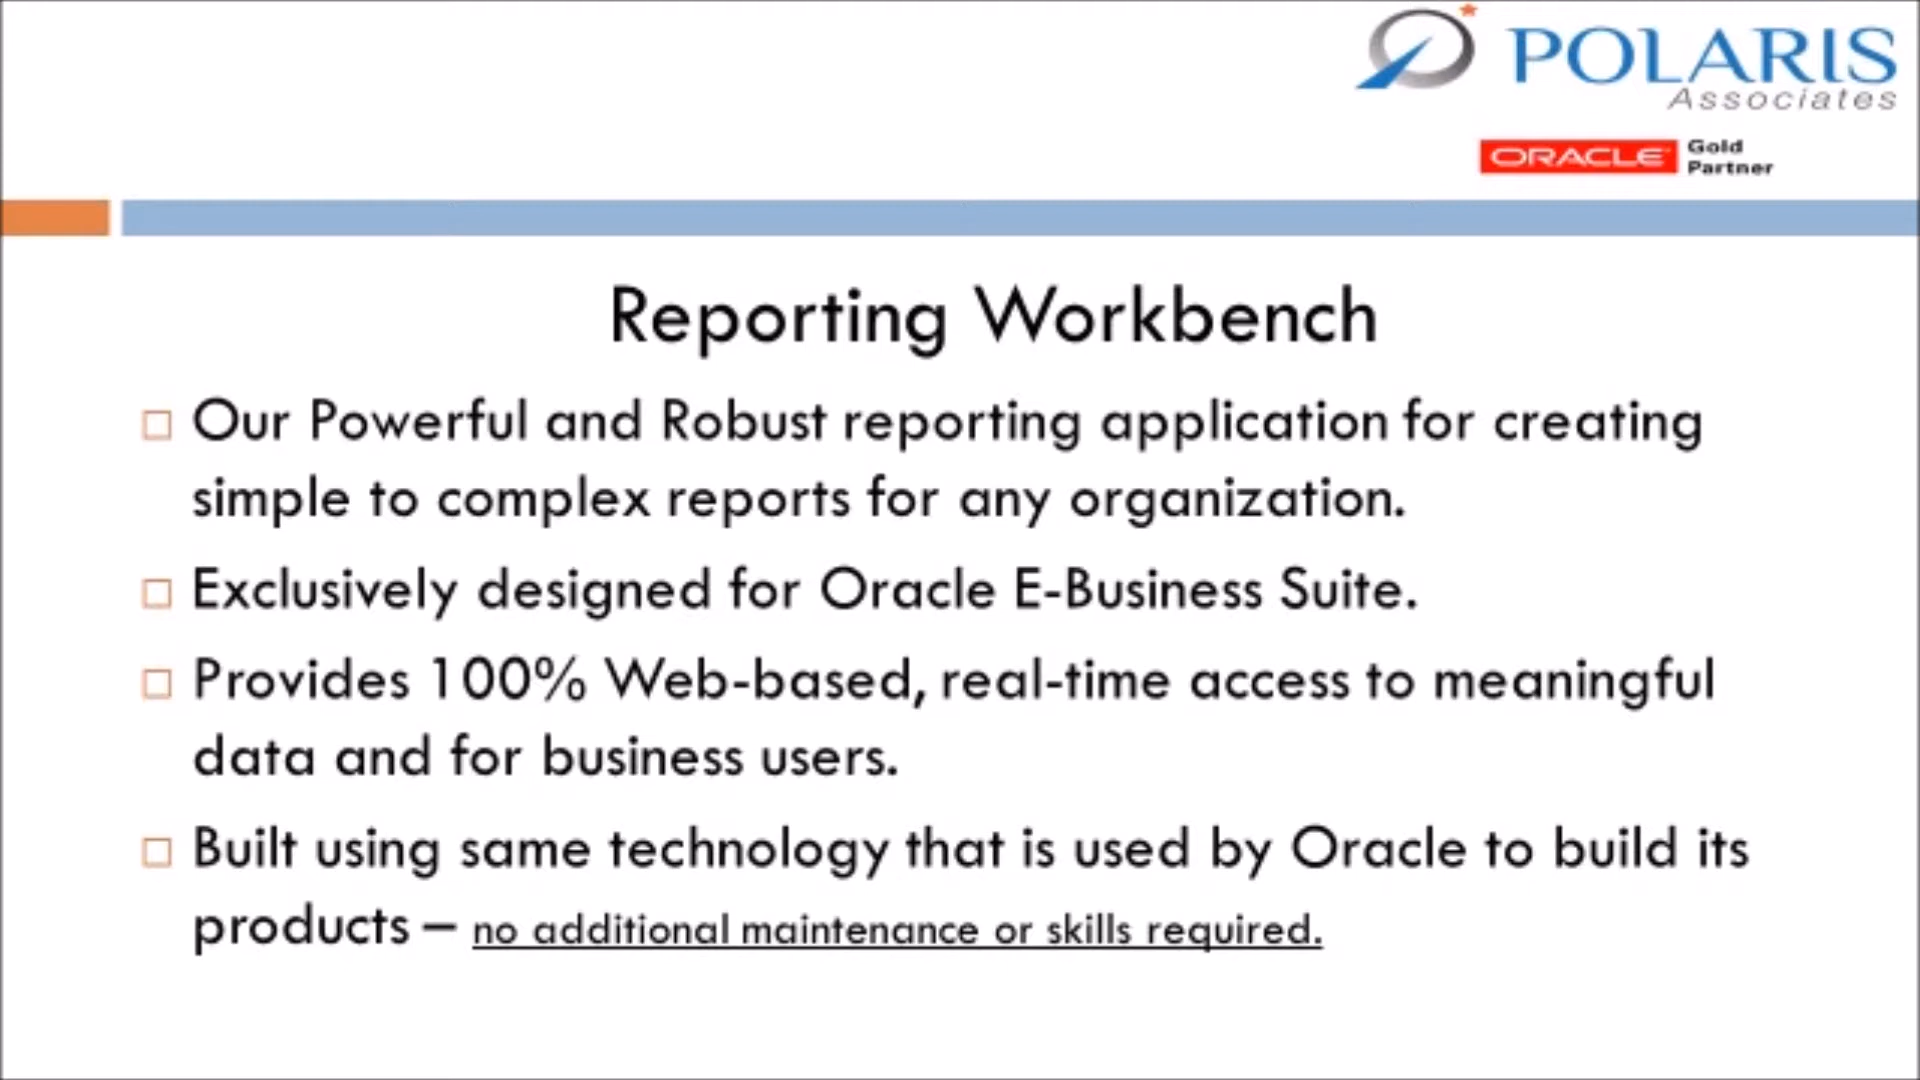 POLARIS
Associates
ORACLE Gold
Partner
Reporting Workbench
Our Powerful and Robust reporting application for creating
simple to complex reports for any organization.
Exclusively designed for Oracle E-Business Suite.
Provides 100% Web-based, real-time access to meaningful
data and for business users.
Built using same technology that is used by Oracle to build its
products – no additional maintenance or skills required.